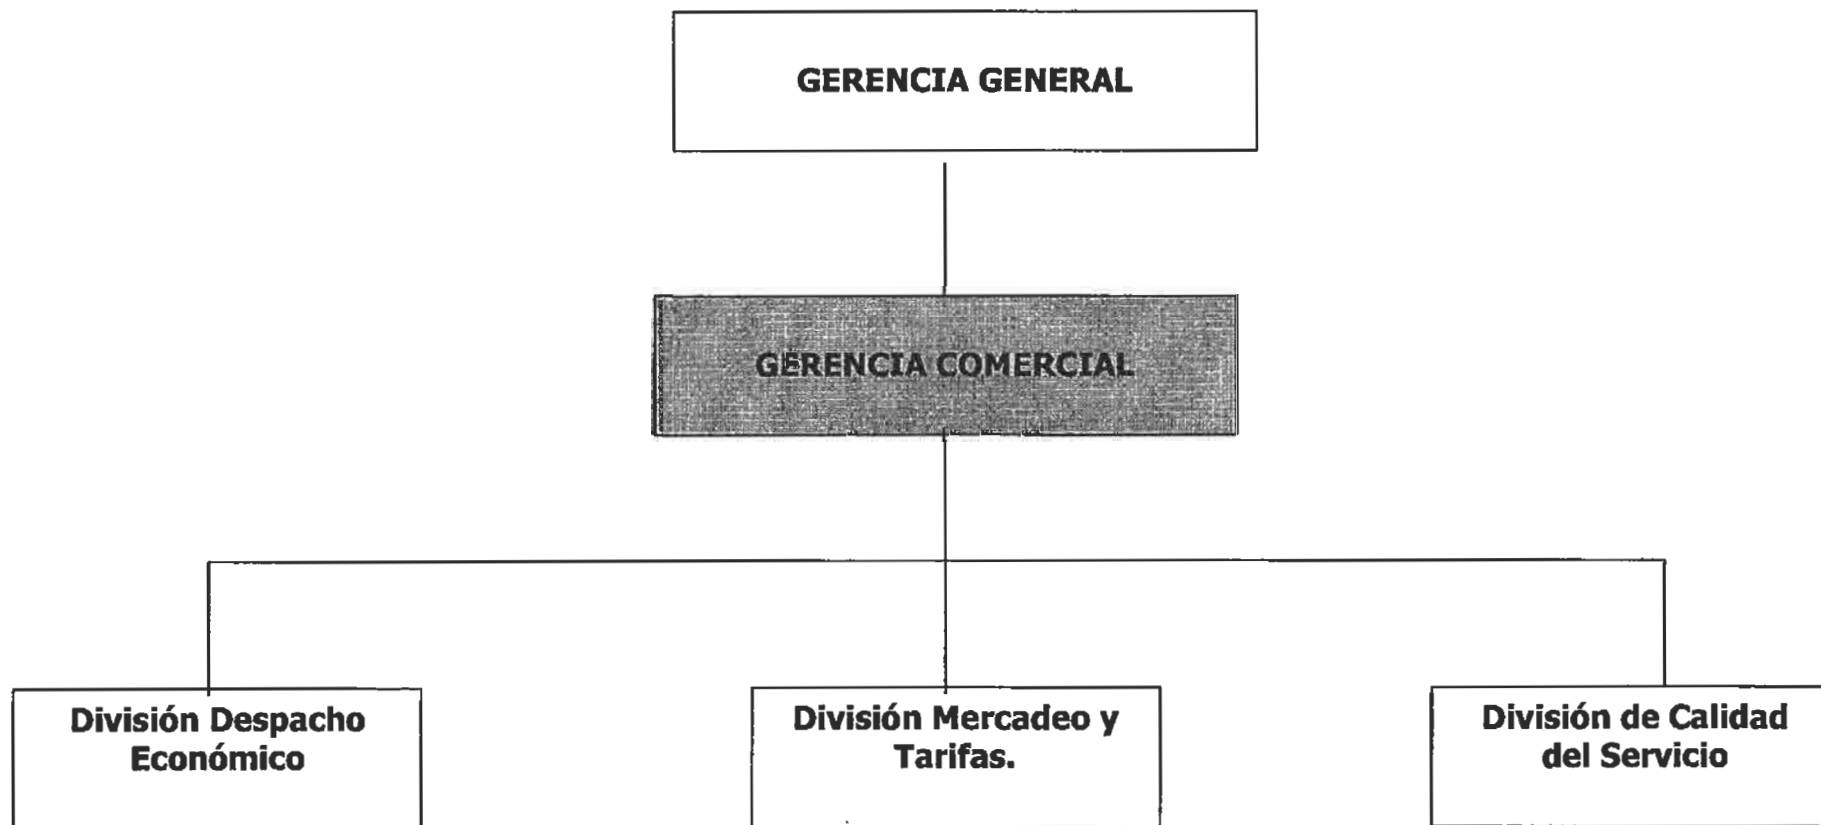 GERENCIA GENERAL
GERENCIA COMERCIAL
División Despacho
Económico
División Mercadeo y
Tarifas.
División de Calidad
del Servicio